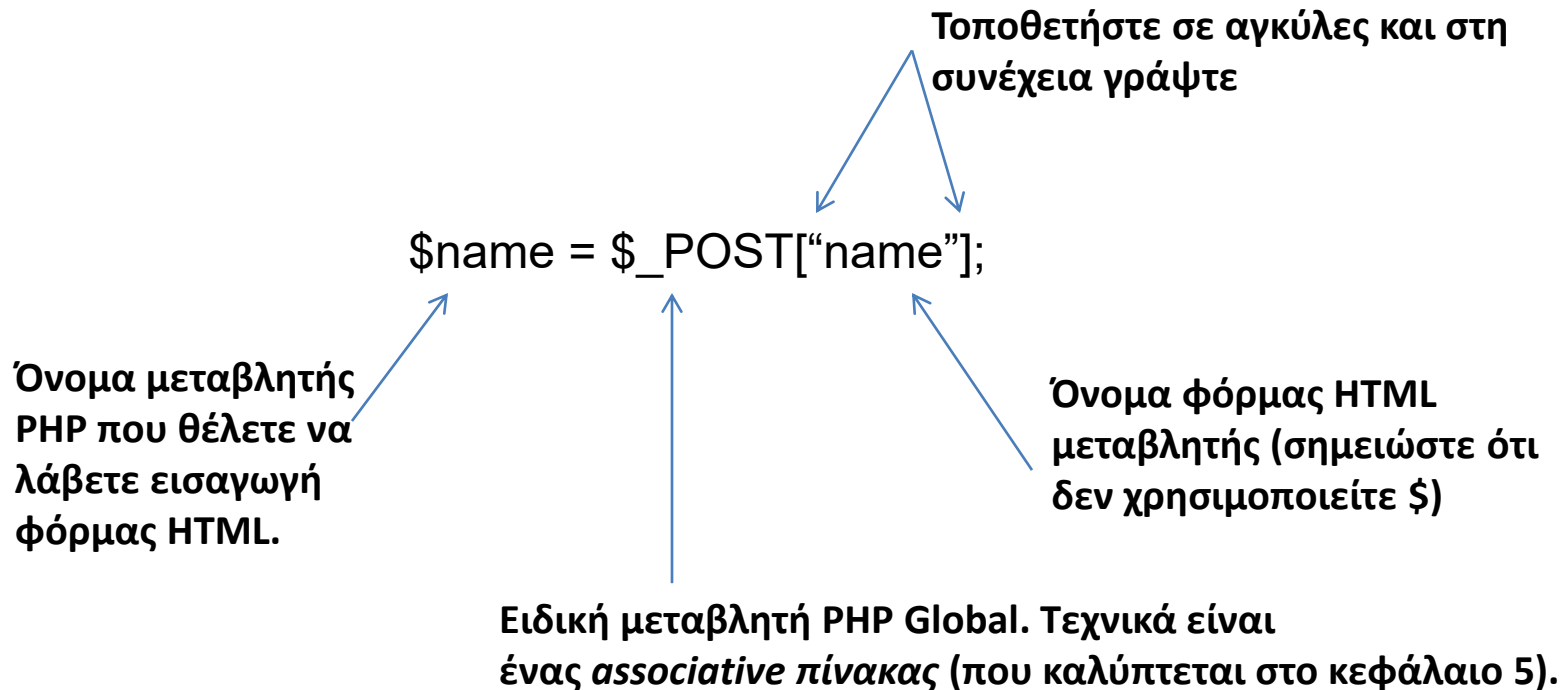 Τοποθετήστε σε αγκύλες και στη
συνέχεια γράψτε
$name = $_POST[“name”];
Όνομα μεταβλητής
PHP που θέλετε να
λάβετε εισαγωγή
φόρμας HTML.
Όνομα φόρμας HTML
μεταβλητής (σημειώστε ότι
δεν χρησιμοποιείτε $)
Ειδική μεταβλητή PHP Global. Τεχνικά είναι
ένας associative πίνακας (που καλύπτεται στο κεφάλαιο 5).